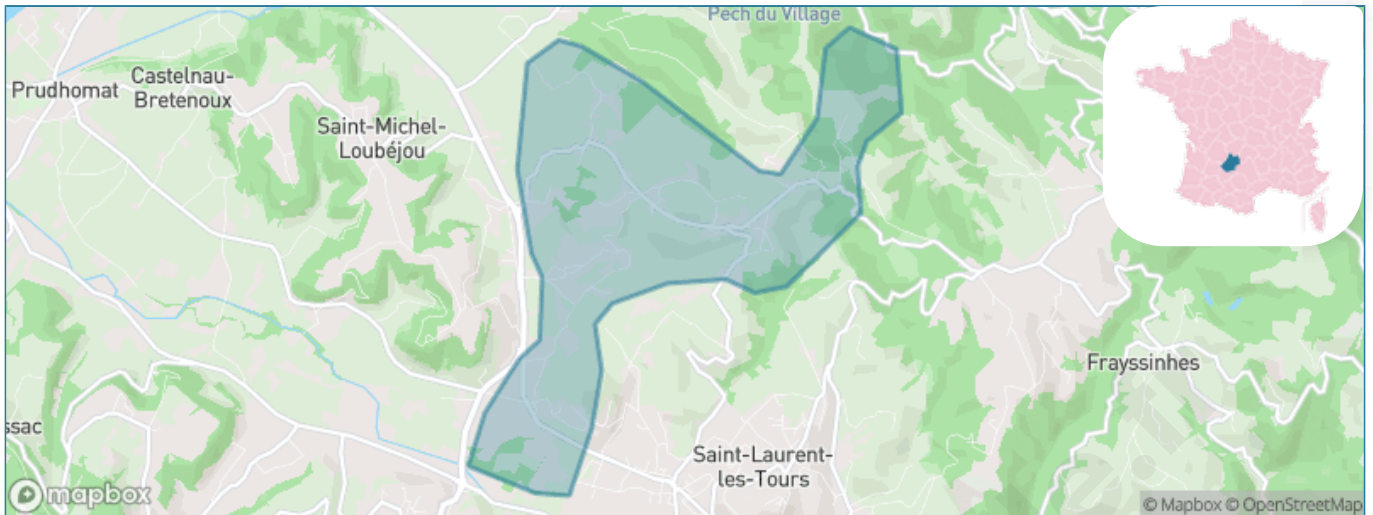 Pech du Village
Prudhomat
Castelnau-
Bretenoux
Saint-Michel-
Loubéjou
Frayssinhes
ssac
Saint-Laurent-
les-Tours
mapbox
© Mapbox © OpenStreetMap